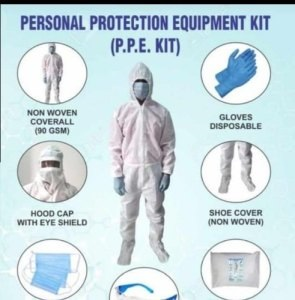 PERSONAL PROTECTION EQUIPMENT KIT
(P.P.E. KIT)
NON WOVEN
COVERALL
(90 GSM)
GLOVES
DISPOSABLE
HOOD CAP
WITH EYE SHIELD
SHOE COVER
(NON WOVEN)